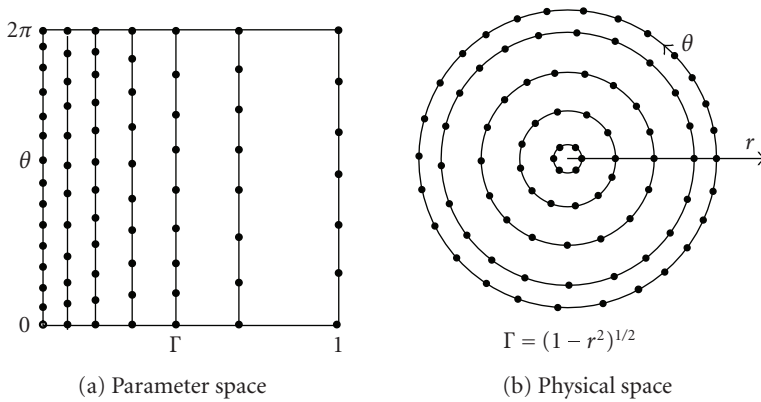 2π
θ
0
Γ
1
(a) Parameter space
θ
r
Γ = (1 − r²)^{1/2}
(b) Physical space